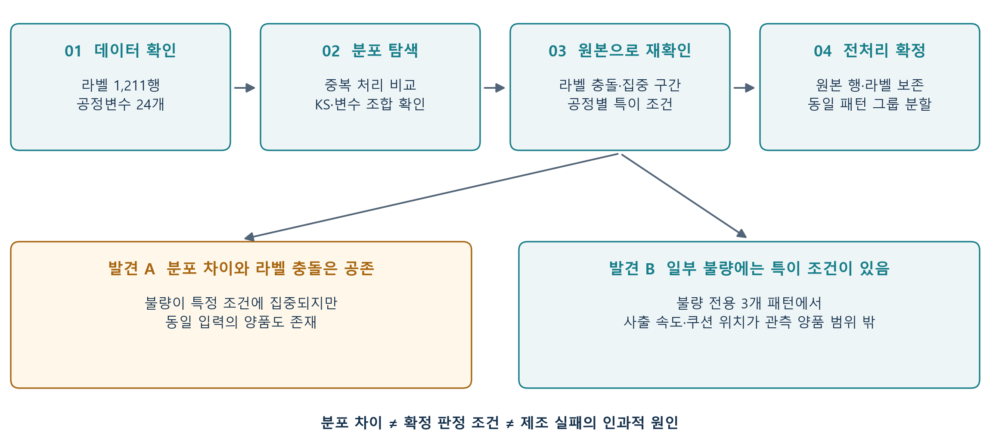 01 데이터 확인
라벨 1,211행
공정변수 24개
02 분포 탐색
중복 처리 비교
KS·변수 조합 확인
03 원본으로 재확인
라벨 충돌·집중 구간
공정별 특이 조건
04 전처리 확정
원본 행·라벨 보존
동일 패턴 그룹 분할
발견 A 분포 차이와 라벨 충돌은 공존
불량이 특정 조건에 집중되지만
동일 입력의 양품도 존재
발견 B 일부 불량에는 특이 조건이 있음
불량 전용 3개 패턴에서
사출 속도·쿠션 위치가 관측 양품 범위 밖
분포 차이 ≠ 확정 판정 조건 ≠ 제조 실패의 인과적 원인